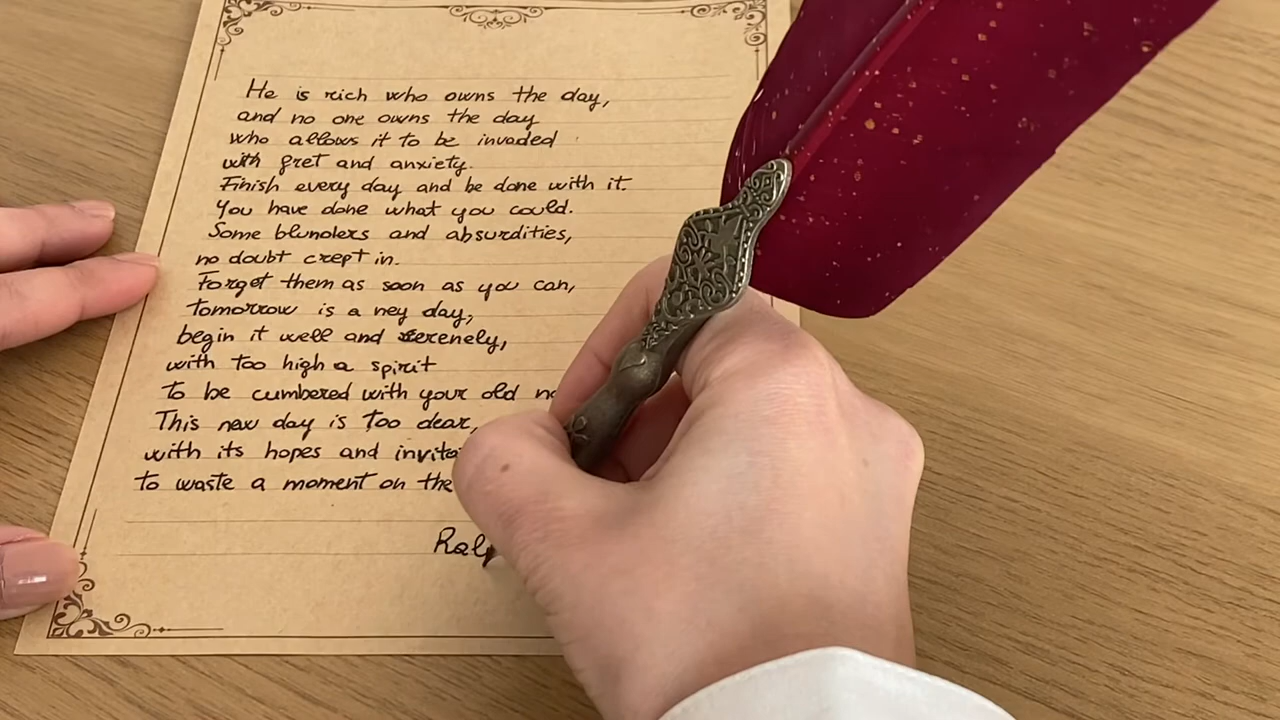 He is rich who owns the day,
and no one owns the day
who allows it to be invaded
with fret and anxiety.
Finish every day and be done with it.
You have done what you could.
Some blunders and absurdities,
no doubt crept in.
Forget them as soon as you can,
tomorrow is a ney day;
begin it well and serenely,
with too high a spirit
to be cumbered with your old
This new day is too dear,
with its hopes and
to waste a moment on the